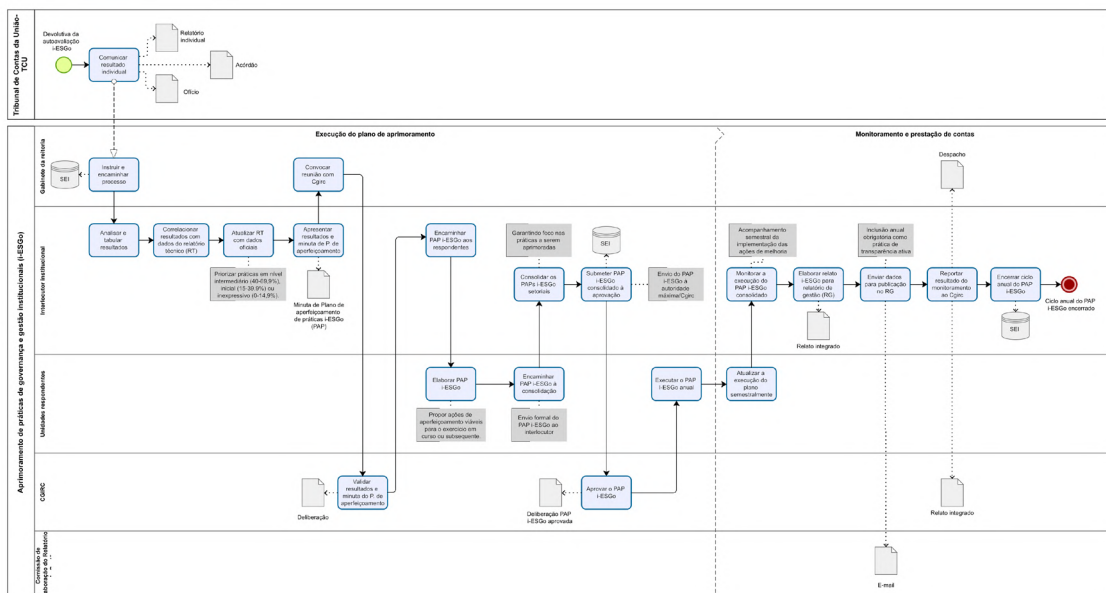 Tribunal de Contas da União-
TCU
Devolutiva da
autoavaliação
i-ESGo
Comunicar
resultado
individual
Relatório
individual
Acórdão
Ofício
Aprimoramento de práticas de governança e gestão institucionais (i-ESGo)
Execução do plano de aprimoramento
Monitoramento e prestação de contas
Gabinete da reitoria
SEI
Instruir e
encaminhar
processo
Convocar
reunião com
Cgirc
Despacho
Interlocutor institucional
Analisar e
tabular
resultados
Correlacionar
resultados com
dados do relatório
técnico (RT)
Atualizar RT
com dados
oficiais
Apresentar
resultados e
minuta de P. de
aperfeiçoamento
Priorizar práticas em nível
intermediário (40-69,9%),
inicial (15-39,9%) ou
inexpressivo (0-14,9%).
Minuta de Plano de
aperfeiçoamento
de práticas i-ESGo
(PAP)
Encaminhar
PAP i-ESGo aos
respondentes
Garantindo foco nas
práticas a serem
aprimoradas
SEI
Consolidar os
PAPs i-ESGo
setoriais
Submeter PAP
i-ESGo
consolidado à
aprovação
Envio do PAP
i-ESGo à
autoridade
máxima/Cgirc
Acompanhamento
semestral da
implementação das
ações de melhoria
Monitorar a
execução do
PAP i-ESGo
consolidado
Elaborar relato
i-ESGo para
relatório de
gestão (RG)
Relato integrado
Inclusão anual
obrigatória como
prática de
transparência ativa
Enviar dados
para publicação
no RG
Reportar
resultado do
monitoramento
ao Cgirc
Encerrar ciclo
anual do PAP
i-ESGo
SEI
Ciclo anual do PAP
i-ESGo encerrado
Unidades respondentes
Elaborar PAP
i-ESGo
Propor ações de
aperfeiçoamento viáveis
para o exercício em
curso ou subsequente.
Encaminhar
PAP i-ESGo à
consolidação
Envio formal do
PAP i-ESGo ao
interlocutor
Executar o PAP
i-ESGo anual
Atualizar a
execução do
plano
semestralmente
CGIRC
Deliberação
Validar
resultados e
minuta do P. de
aperfeiçoamento
Deliberação PAP
i-ESGo aprovada
Aprovar o PAP
i-ESGo
Relato integrado
Comissão de
Elaboração do Relatório
E-mail